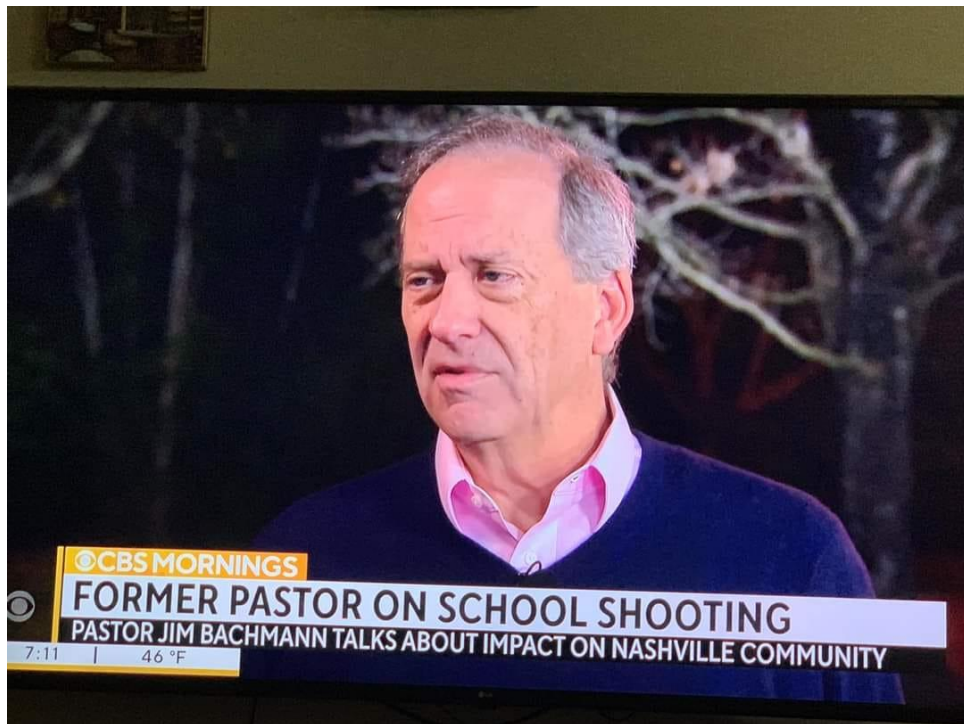 CBS MORNINGS
FORMER PASTOR ON SCHOOL SHOOTING
PASTOR JIM BACHMANN TALKS ABOUT IMPACT ON NASHVILLE COMMUNITY
7:11 | 46 °F
LG